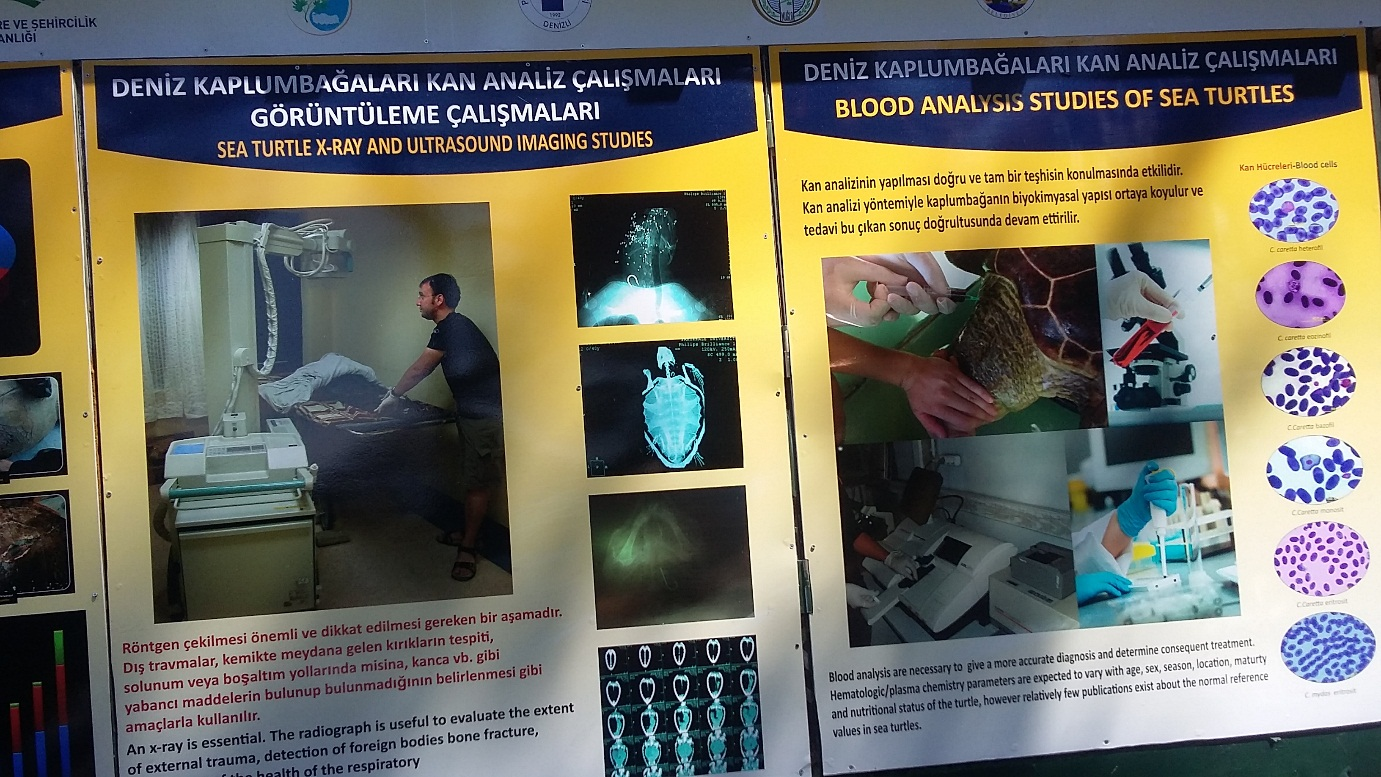 RE VE ŞEHİRCİLİK
ANLIĞI
1992
DENİZLİ
DENİZ KAPLUMBAĞALARI KAN ANALİZ ÇALIŞMALARI
GÖRÜNTÜLEME ÇALIŞMALARI
SEA TURTLE X-RAY AND ULTRASOUND IMAGING STUDIES
Röntgen çekilmesi önemli ve dikkat edilmesi gereken bir aşamadır.
Dış travmalar, kemikte meydana gelen kırıkların tespiti,
solunum veya boşaltım yollarında misina, kanca vb. gibi
yabancı maddelerin bulunup bulunmadığının belirlenmesi gibi
amaçlarla kullanılır.
An x-ray is essential. The radiograph is useful to evaluate the extent
of external trauma, detection of foreign bodies bone fracture,
of the health of the respiratory
DENİZ KAPLUMBAĞALARI KAN ANALİZ ÇALIŞMALARI
BLOOD ANALYSIS STUDIES OF SEA TURTLES
Kan analizinin yapılması doğru ve tam bir teşhisin konulmasında etkilidir.
Kan analizi yöntemiyle kaplumbağanın biyokimyasal yapısı ortaya koyulur ve
tedavi bu çıkan sonuç doğrultusunda devam ettirilir.
Kan Hücreleri-Blood cells
C. caretta heterofil
C. caretta eozinofil
C.Caretta bazofil
C.Caretta monosit
C.Caretta eritrosit
C. mydas eritrosit
Blood analysis are necessary to give a more accurate diagnosis and determine consequent treatment.
Hematologic/plasma chemistry parameters are expected to vary with age, sex, season, location, maturty
and nutritional status of the turtle, however relatively few publications exist about the normal reference
values in sea turtles.